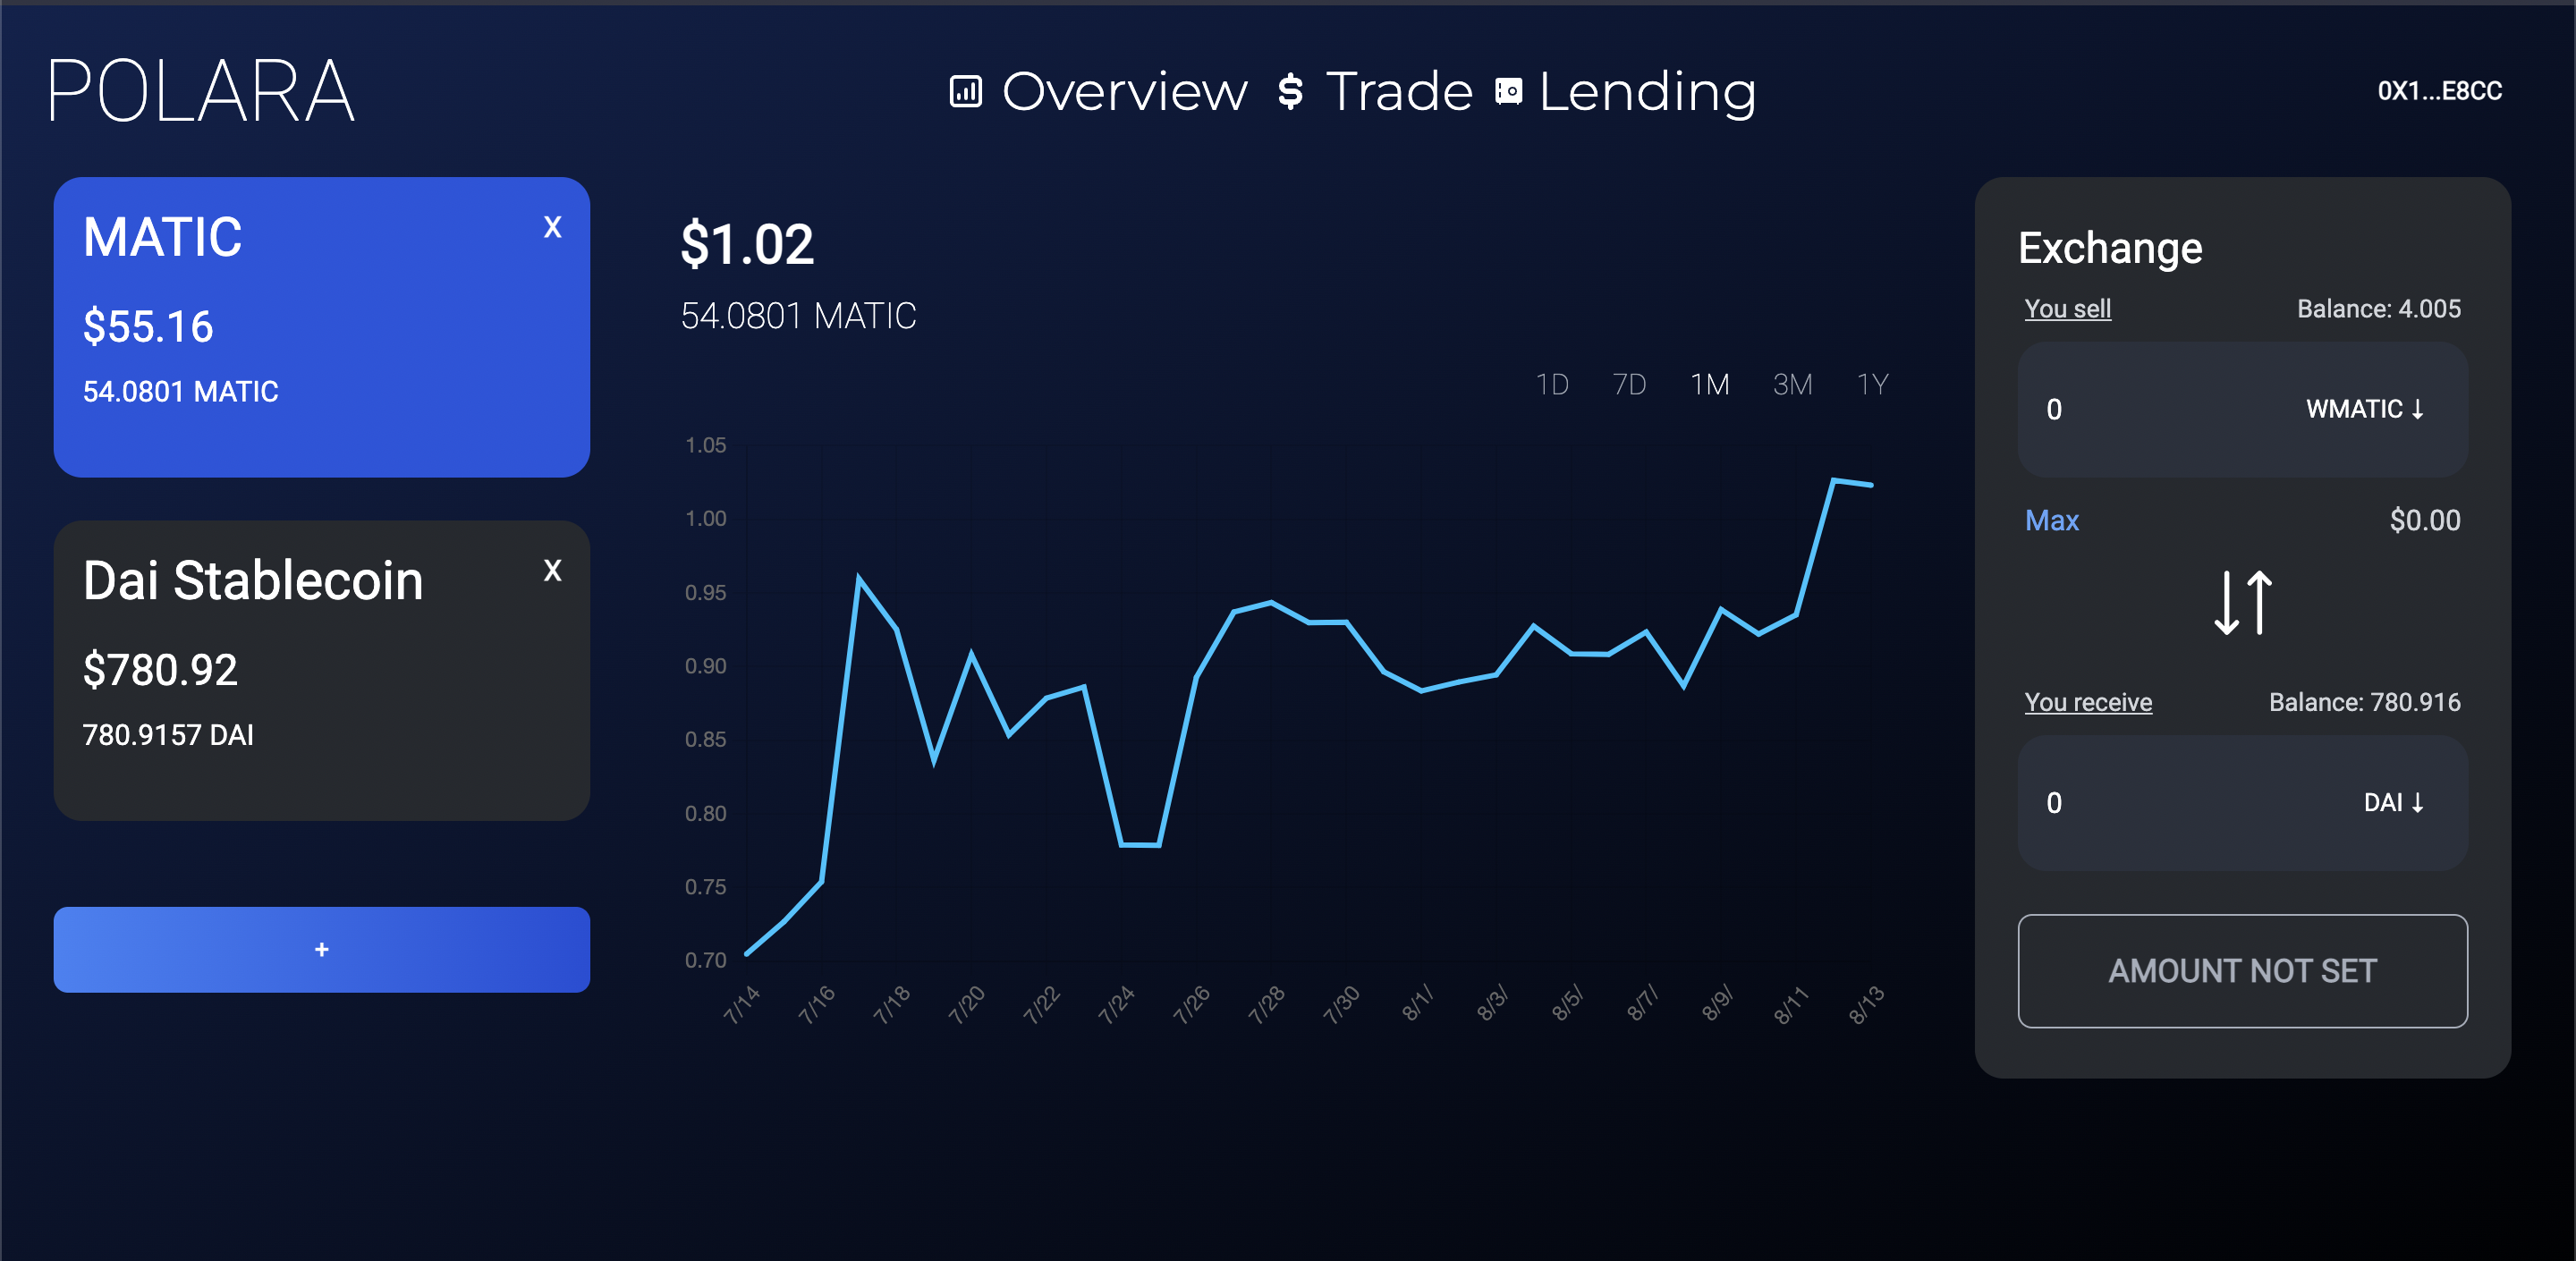 POLARA
Overview
Trade
Lending
0X1...E8CC
MATIC
X
$55.16
54.0801 MATIC
Dai Stablecoin
X
$780.92
780.9157 DAI
+
$1.02
54.0801 MATIC
1D 7D 1M 3M 1Y
1.05
1.00
0.95
0.90
0.85
0.80
0.75
0.70
7/14 7/16 7/18 7/20 7/22 7/24 7/26 7/28 7/30 8/1/ 8/3/ 8/5/ 8/7/ 8/9/ 8/11 8/13
Exchange
You sell Balance: 4.005
0 WMATIC ↓
Max $0.00
You receive Balance: 780.916
0 DAI ↓
AMOUNT NOT SET